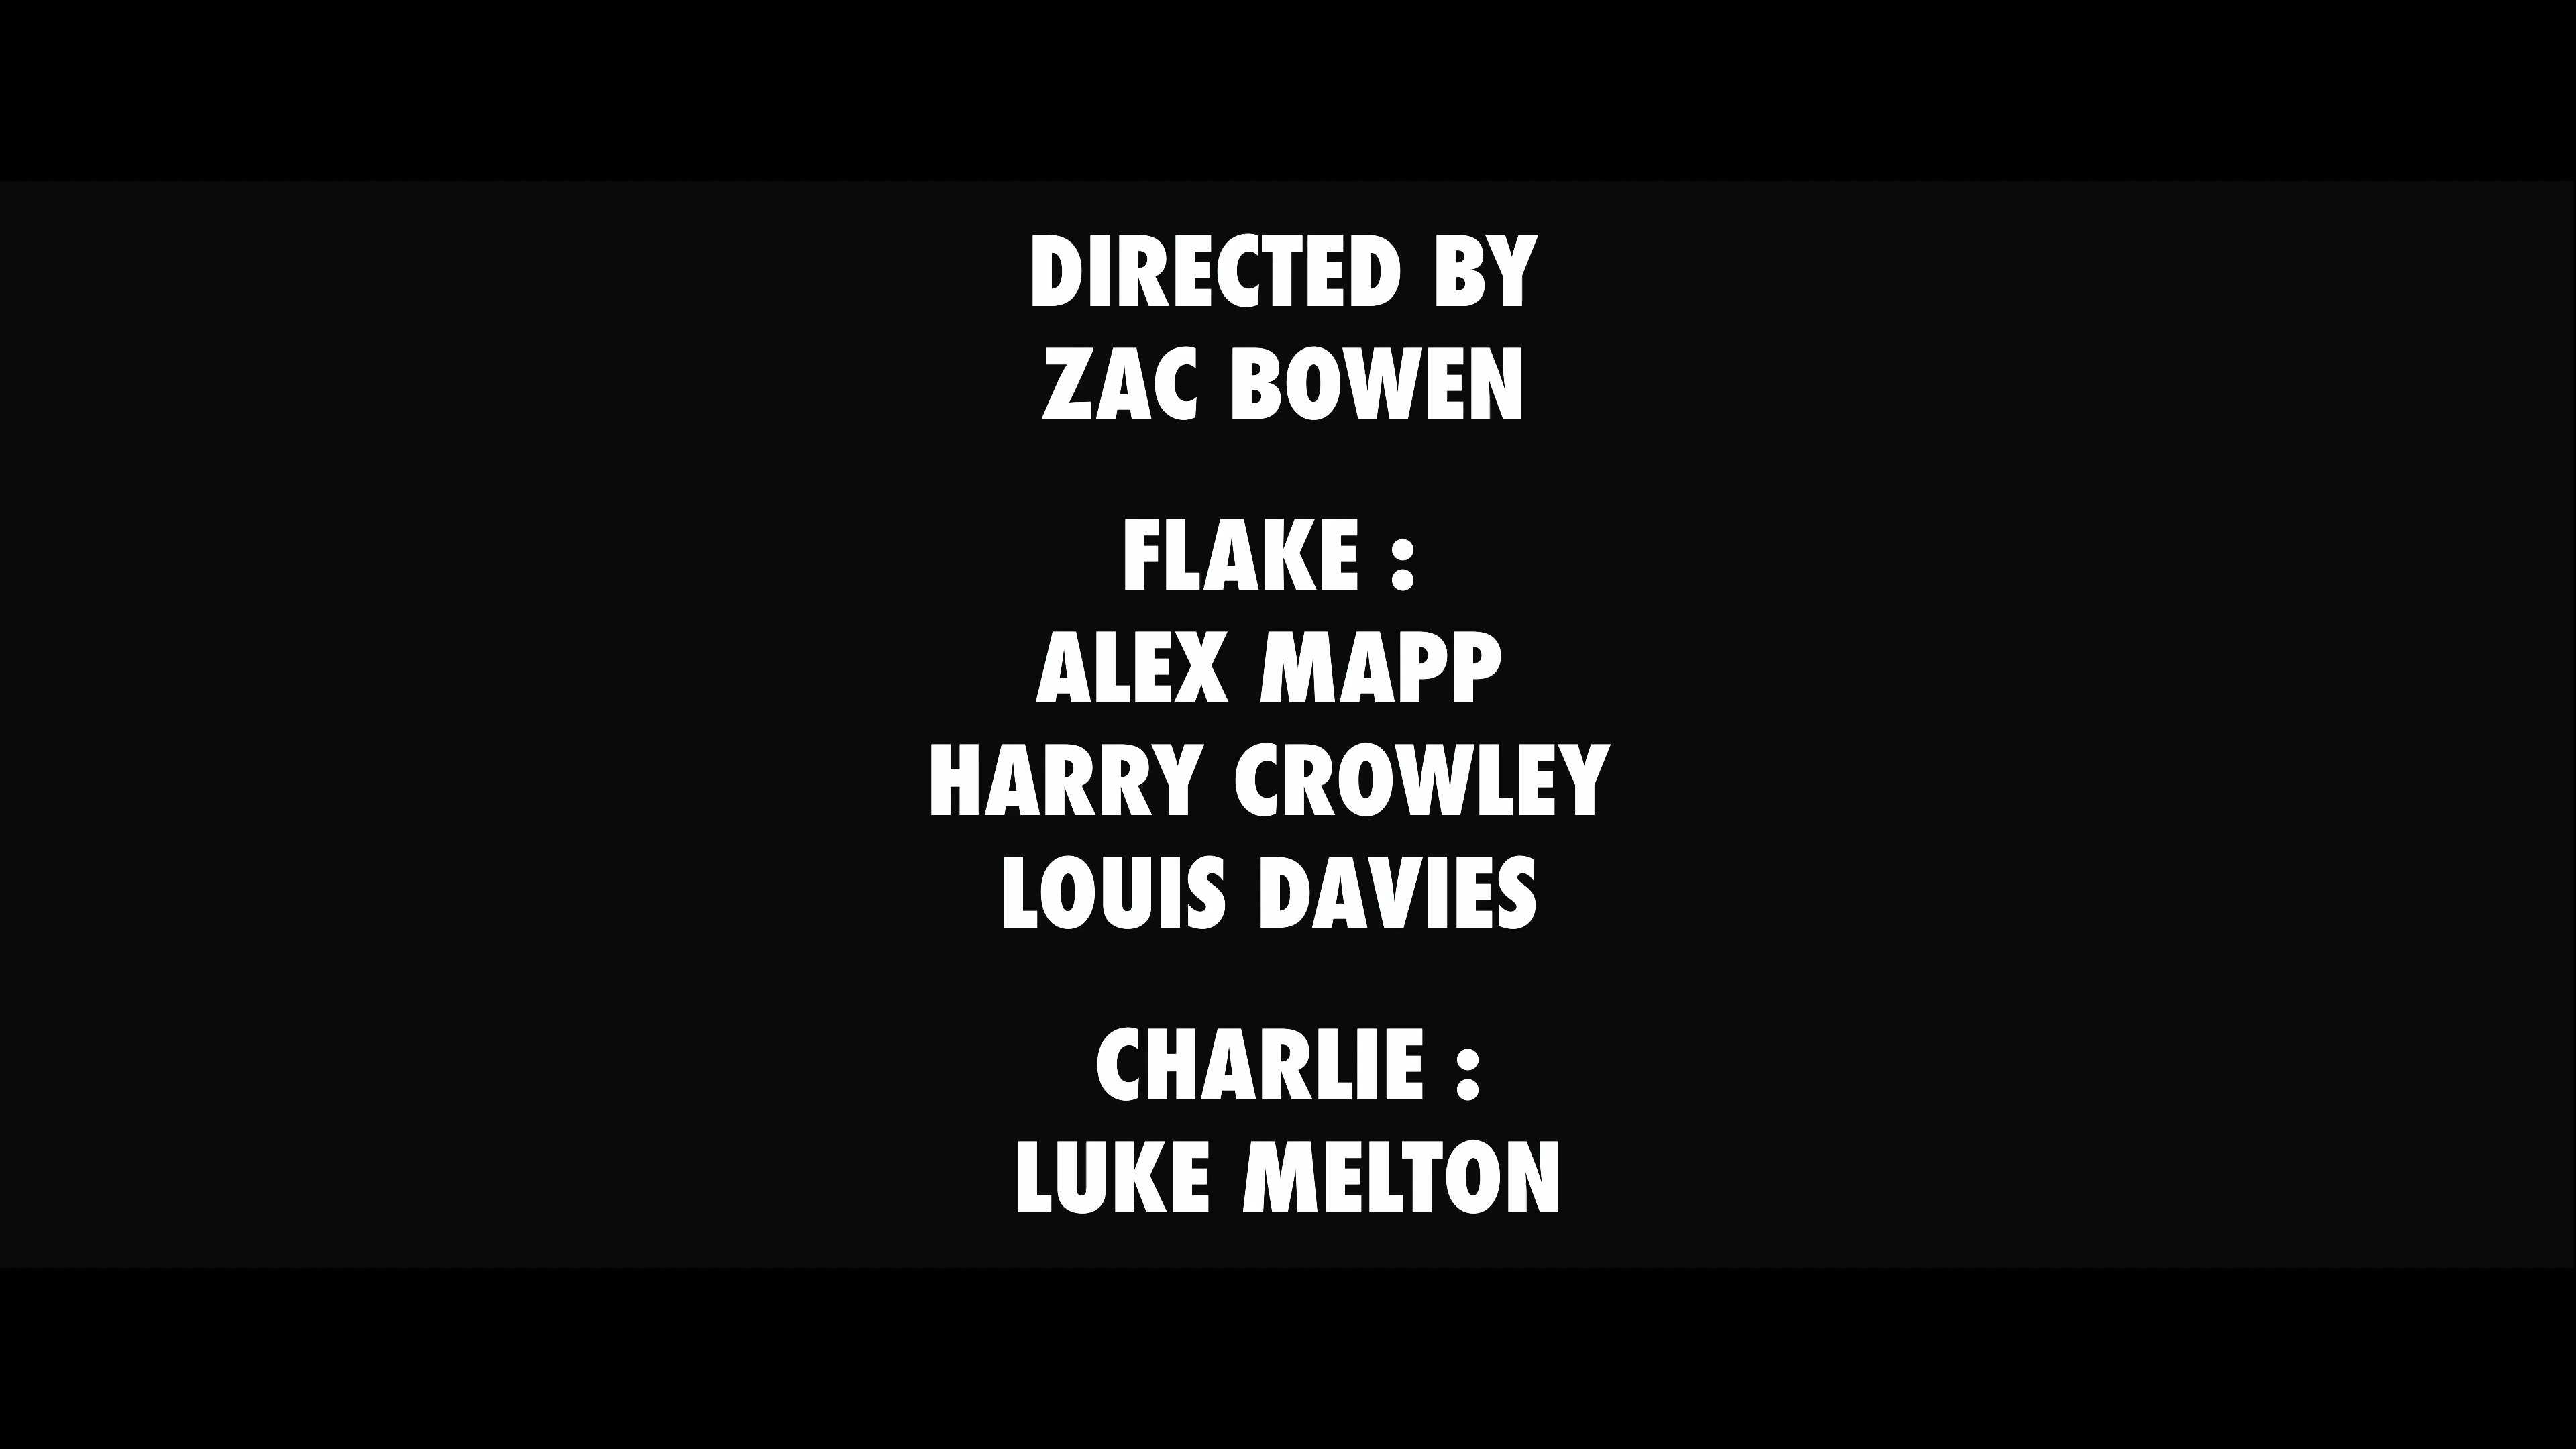 DIRECTED BY
ZAC BOWEN
FLAKE :
ALEX MAPP
HARRY CROWLEY
LOUIS DAVIES
CHARLIE :
LUKE MELTON